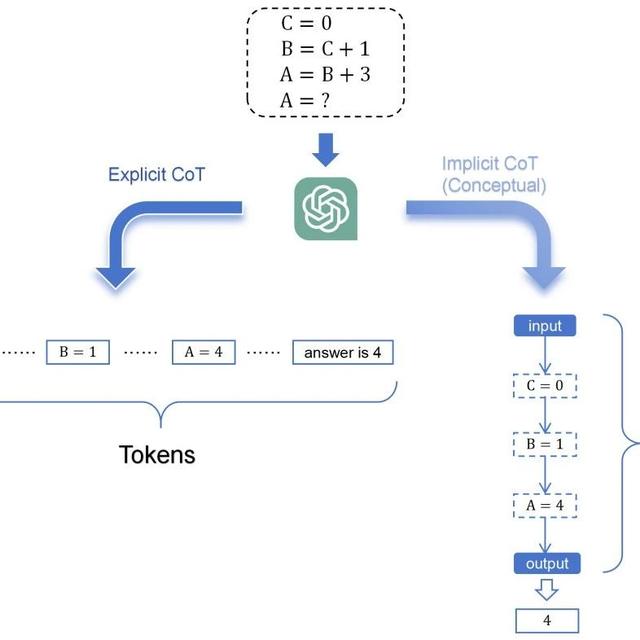 C = 0
B = C + 1
A = B + 3
A = ?
Explicit CoT
Implicit CoT
(Conceptual)
...... B = 1 ...... A = 4 ...... answer is 4
Tokens
input
C = 0
B = 1
A = 4
output
4